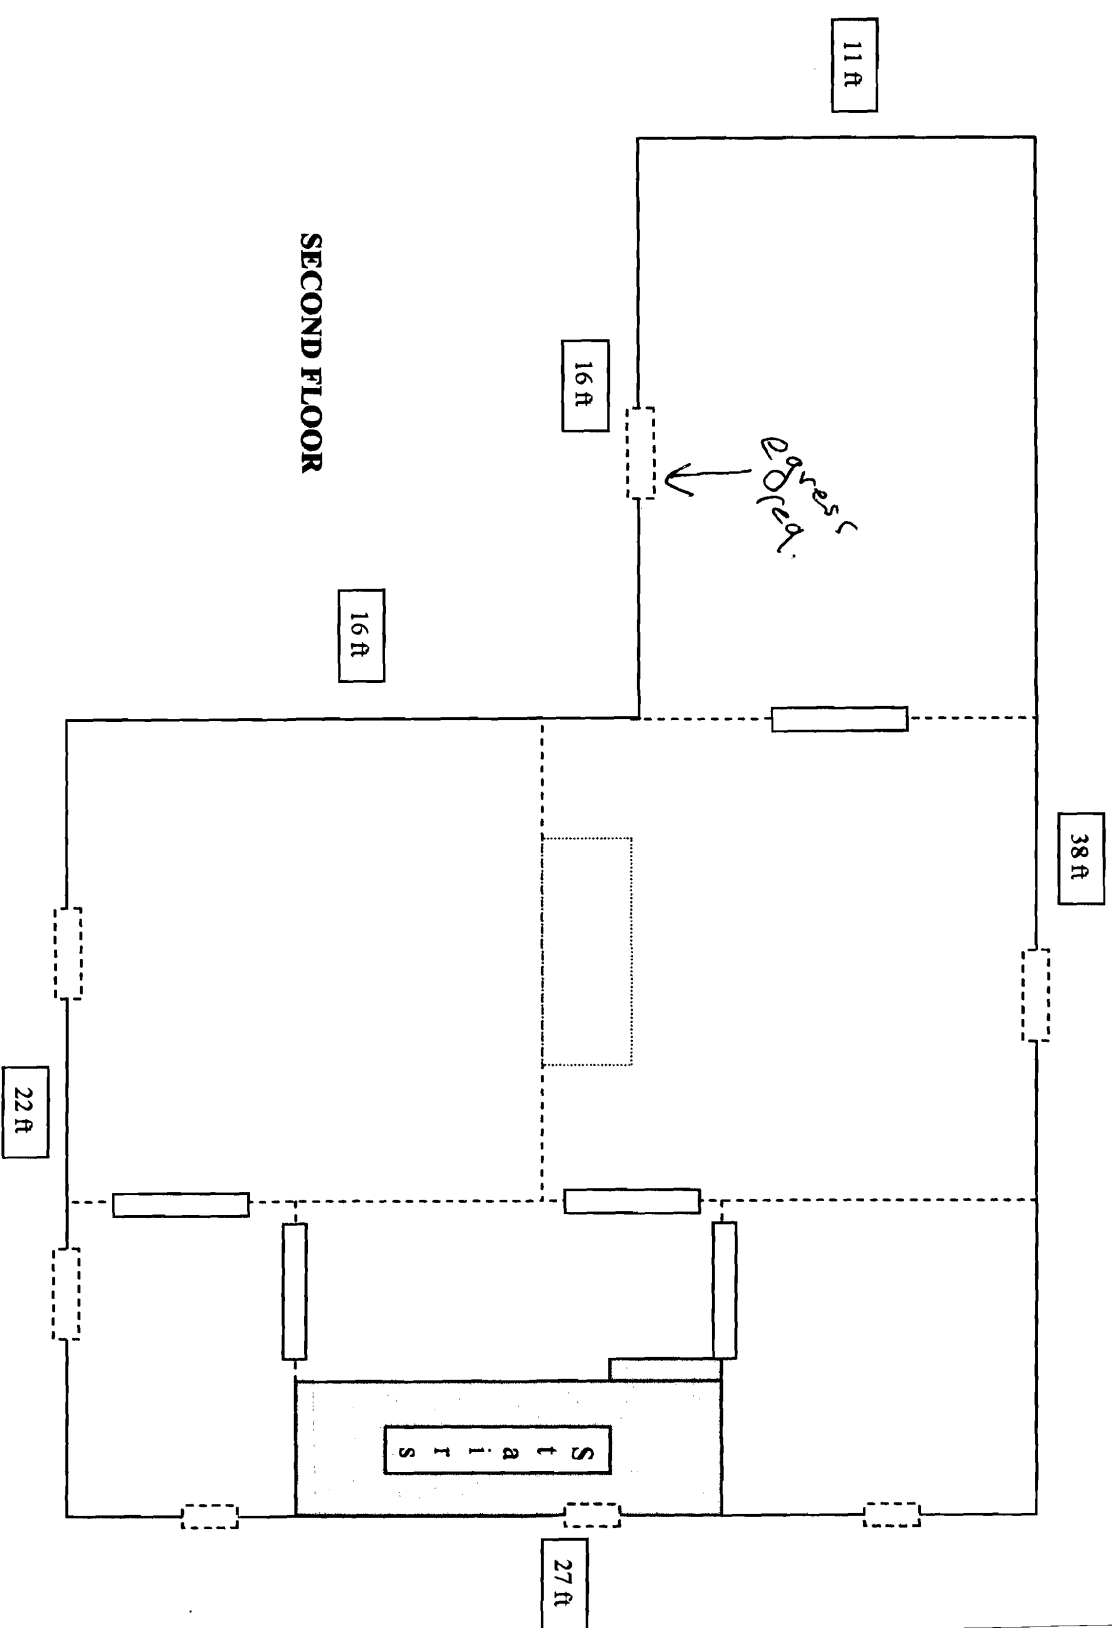 38 ft
11 ft
egress
req.
16 ft
27 ft
Stairs
16 ft
SECOND FLOOR
22 ft